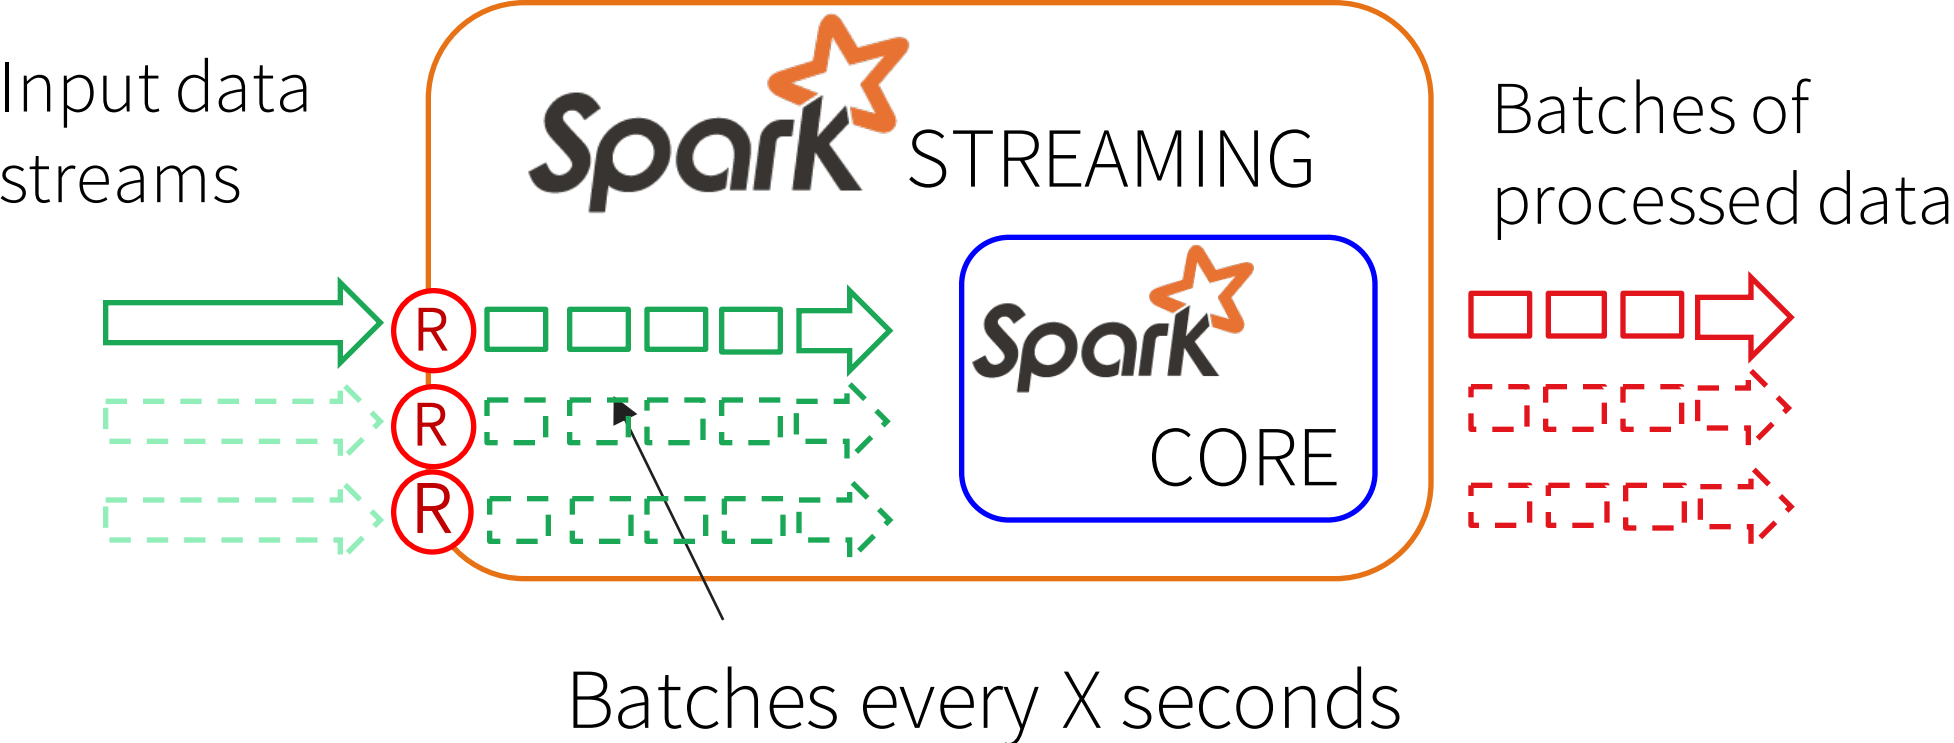 Input data
streams
Spark STREAMING
Batches of
processed data
R
R
R
Spark
CORE
Batches every X seconds